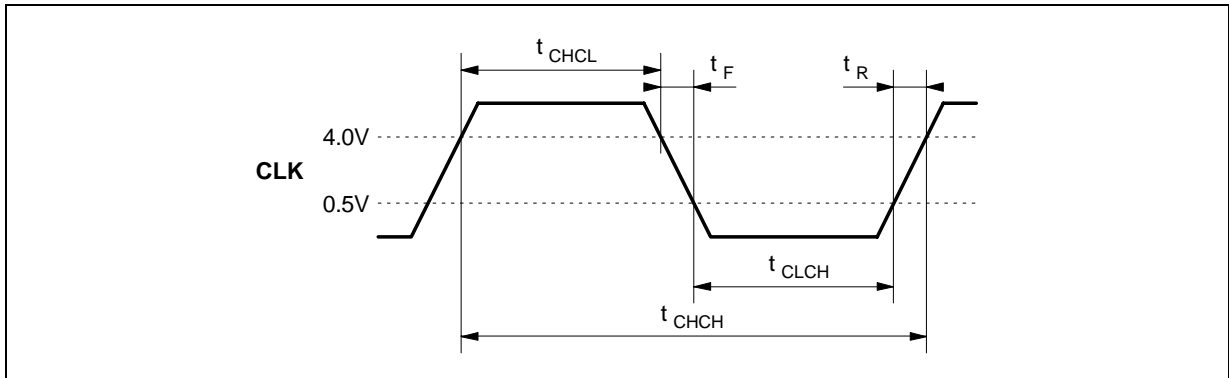 t CHCL
t F
t R
4.0V
CLK
0.5V
t CLCH
t CHCH